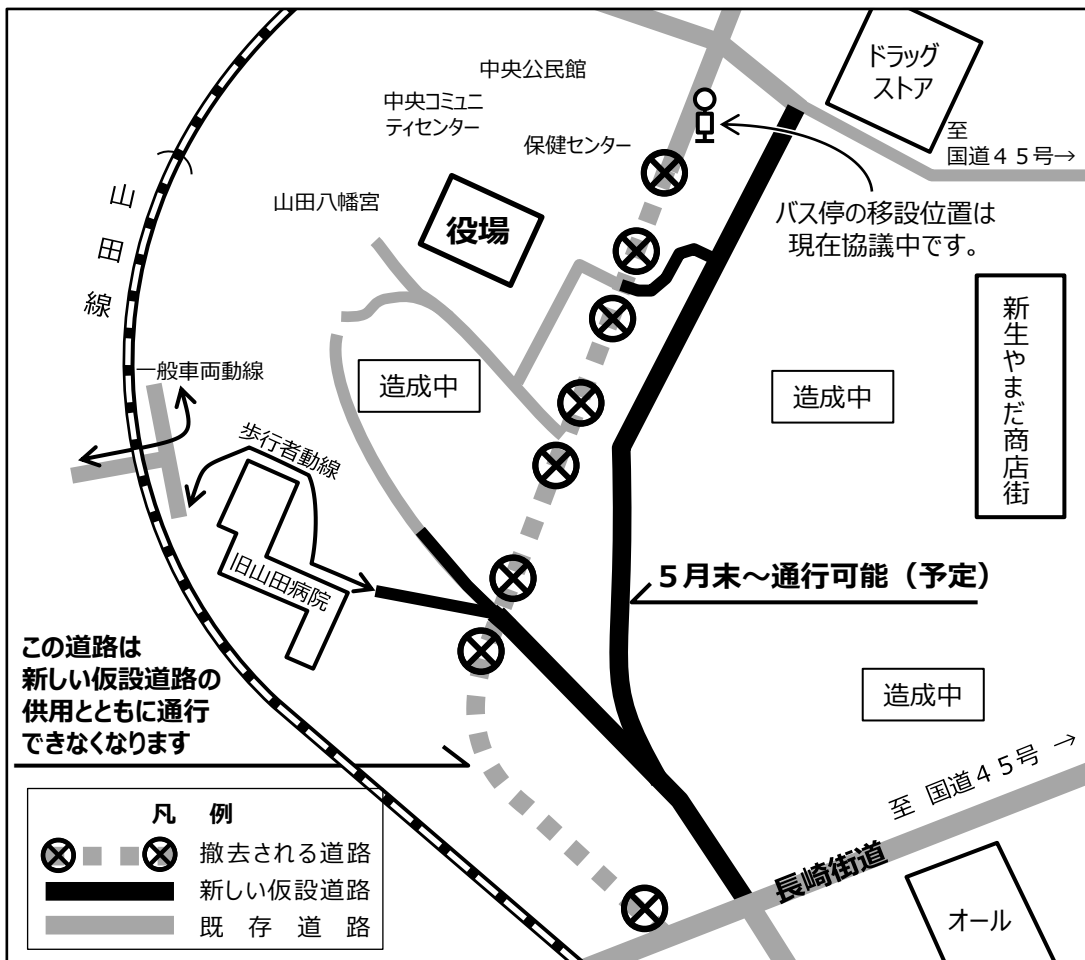 ドラッグ
ストア
中央公民館
中央コミュニ
ティセンター
保健センター
至
国道４５号→
山田八幡宮
役場
バス停の移設位置は
現在協議中です。
山田線
新生やまだ商店街
一般車両動線
造成中
造成中
歩行者動線
旧山田病院
５月末～通行可能（予定）
この道路は
新しい仮設道路の
供用とともに通行
できなくなります
造成中
至 国道４５号 →
長崎街道
オール
凡 例
撤去される道路
新しい仮設道路
既 存 道 路